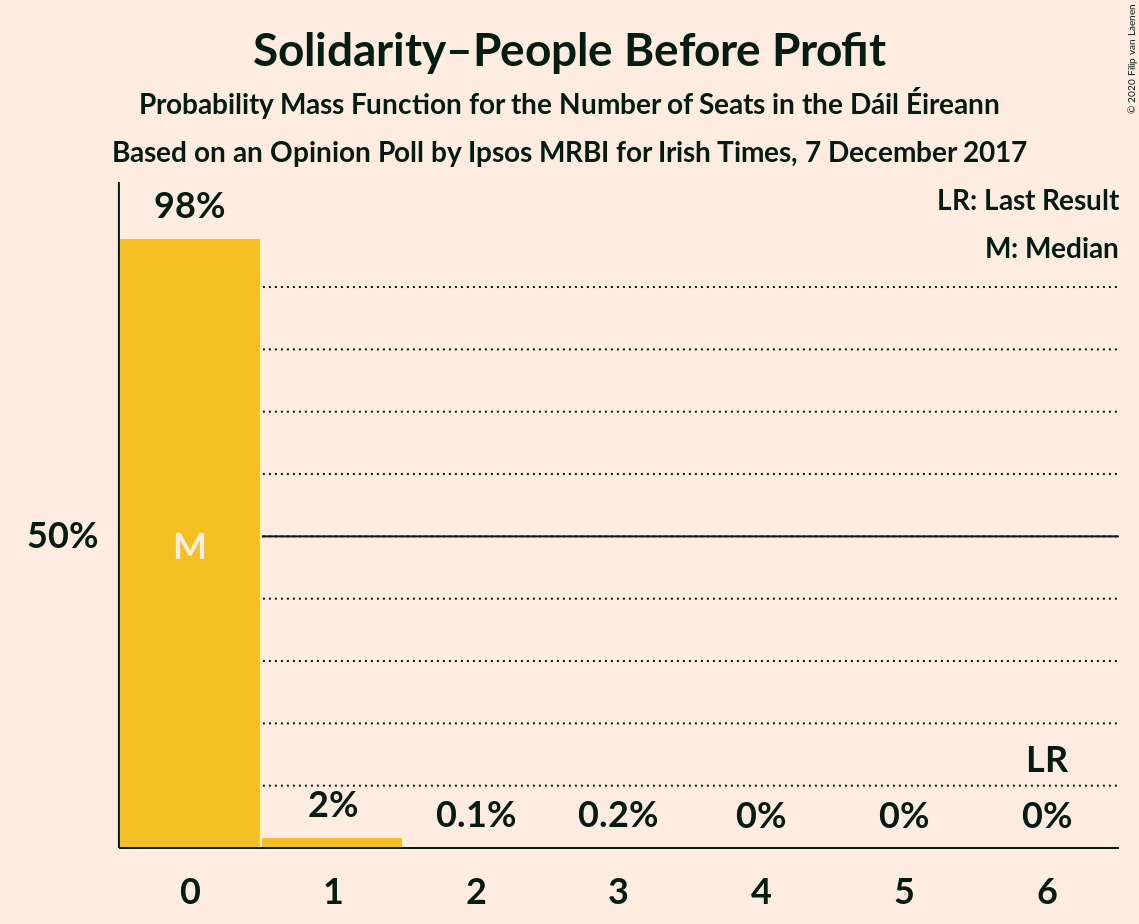 Solidarity–People Before Profit
Probability Mass Function for the Number of Seats in the Dáil Éireann
Based on an Opinion Poll by Ipsos MRBI for Irish Times, 7 December 2017
© 2020 Filip van Laenen
LR: Last Result
M: Median
98%
50%
M
LR
2%
0.1%
0.2%
0%
0%
0%
0
1
2
3
4
5
6